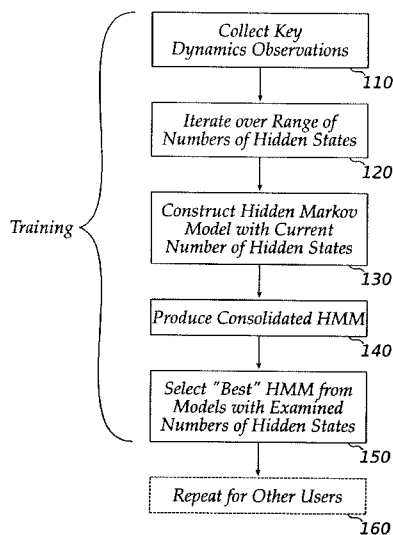 Collect Key
Dynamics Observations
110
Iterate over Range of
Numbers of Hidden States
120
Training
Construct Hidden Markov
Model with Current
Number of Hidden States
130
Produce Consolidated HMM
140
Select "Best" HMM from
Models with Examined
Numbers of Hidden States
150
Repeat for Other Users
160